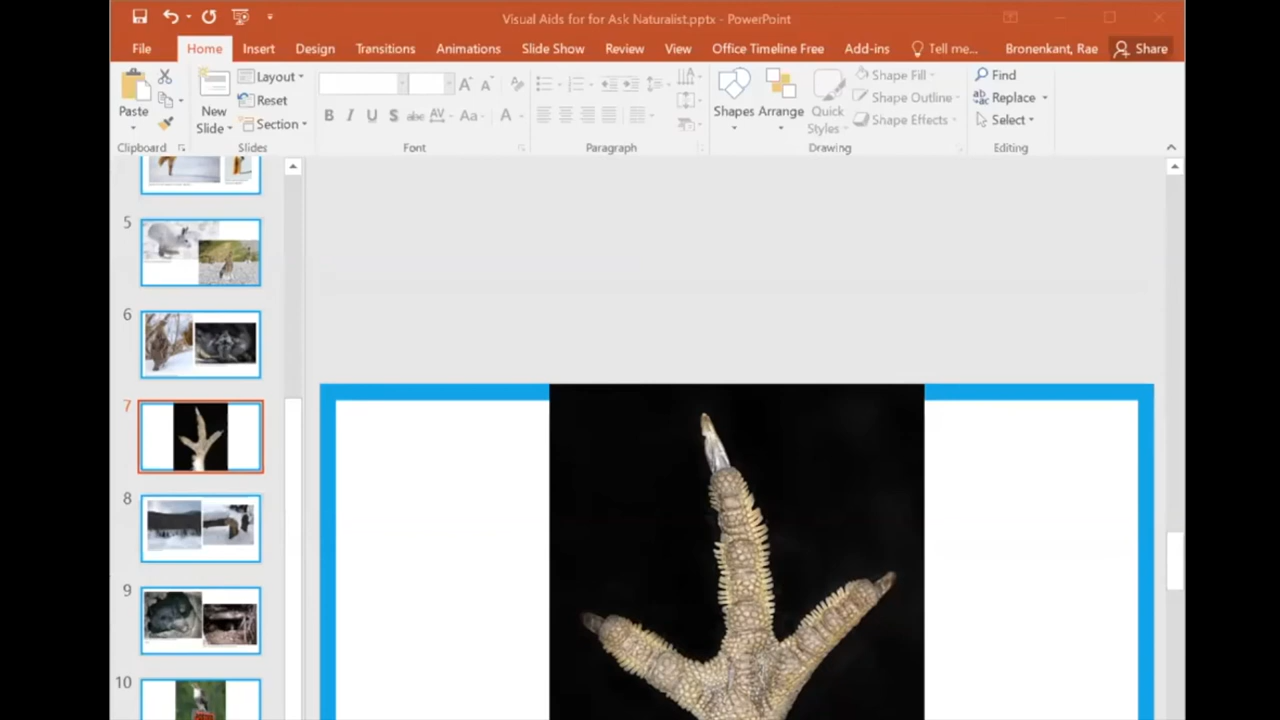 Visual Aids for for Ask Naturalist.pptx - PowerPoint
File Home Insert Design Transitions Animations Slide Show Review View Office Timeline Free Add-ins Tell me... Bronenkant, Rae Share
Paste
Clipboard
New Slide
Layout
Reset
Section
Slides
B I U S abc AV Aa A
Font
Paragraph
Shapes
Arrange
Quick Styles
Shape Fill
Shape Outline
Shape Effects
Drawing
Find
Replace
Select
Editing
5
6
7
8
9
10